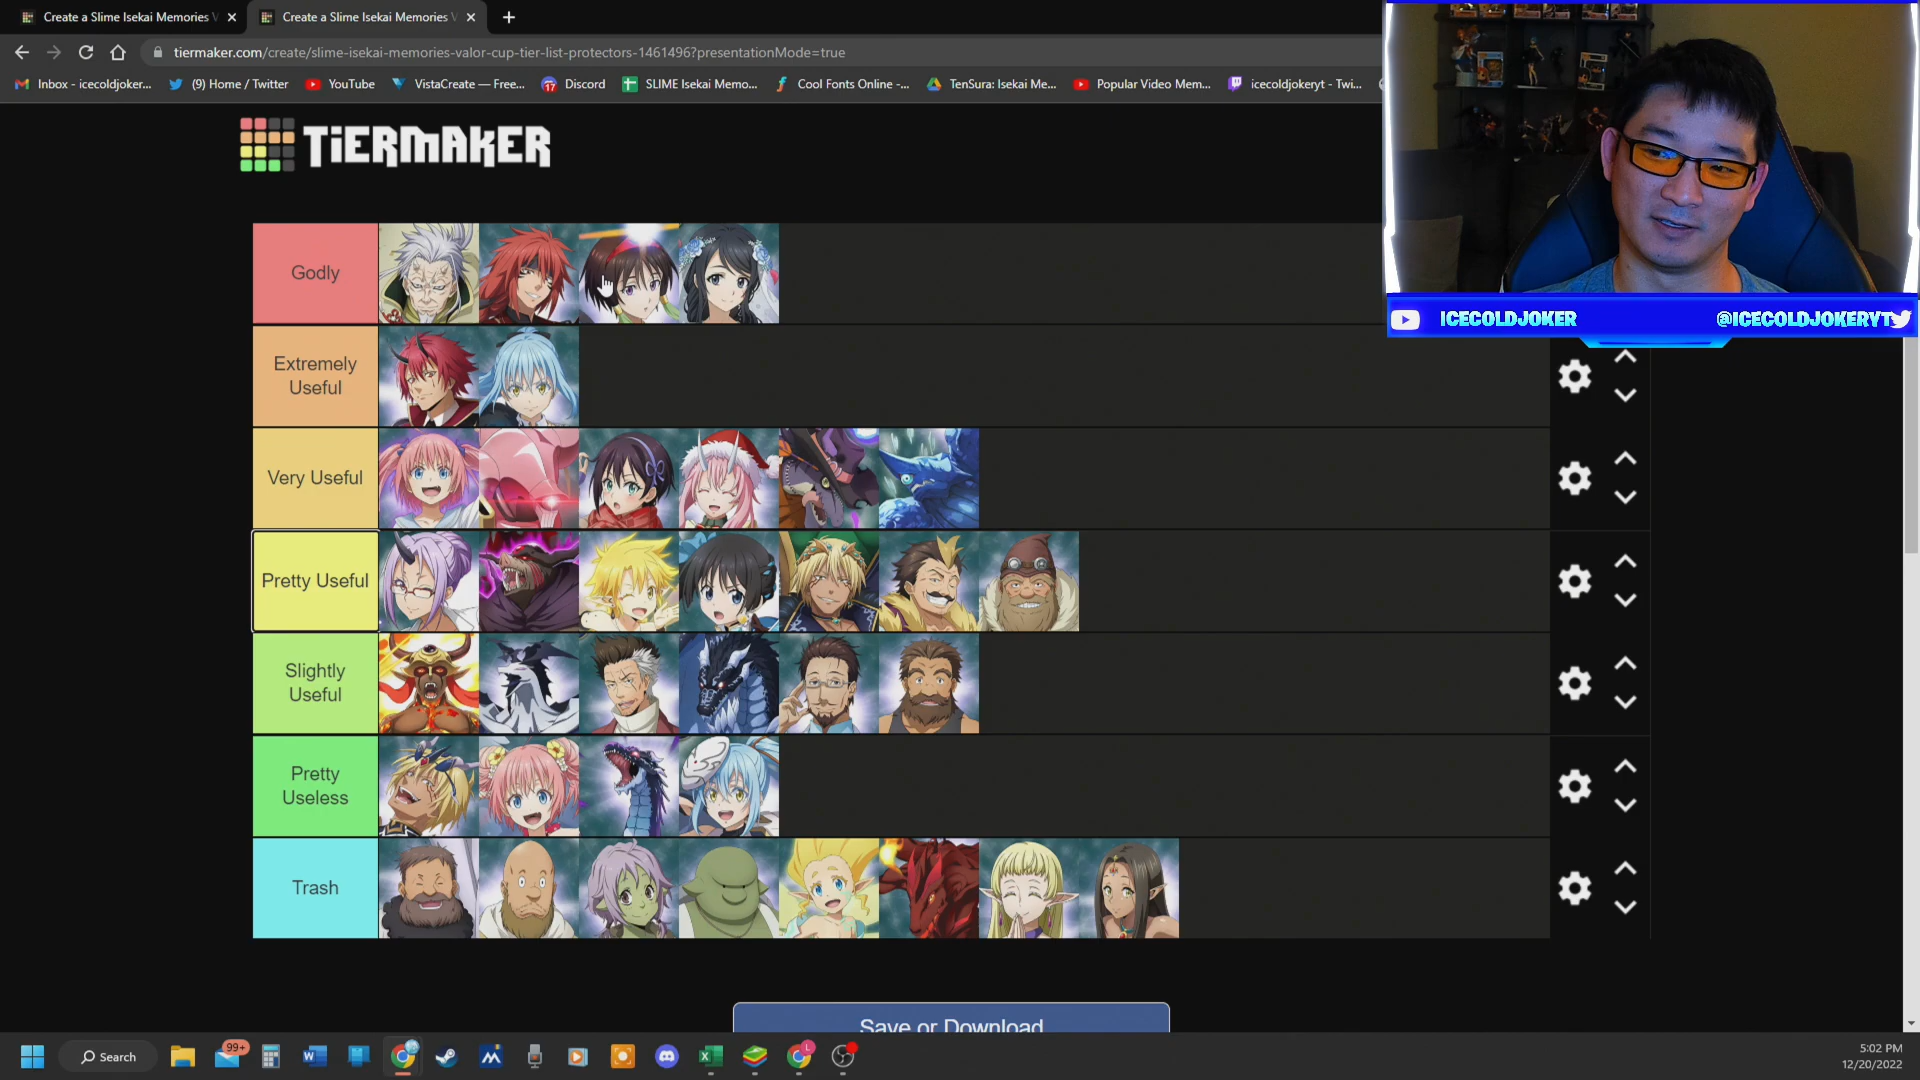 Create a Slime Isekai Memories V
Create a Slime Isekai Memories V
tiermaker.com/create/slime-isekai-memories-valor-cup-tier-list-protectors-1461496?presentationMode=true
Inbox - icecoldjoker...
(9) Home / Twitter
YouTube
VistaCreate — Free...
17
Discord
SLIME Isekai Memo...
Cool Fonts Online -...
TenSura: Isekai Me...
Popular Video Mem...
icecoldjokeryt - Twi...
TiERMAKER
ICECOLDJOKER
@ICECOLDJOKERYT
Godly
Extremely
Useful
Very Useful
Pretty Useful
Slightly
Useful
Pretty
Useless
Trash
Save or Download
Search
99+
L
5:02 PM
12/20/2022